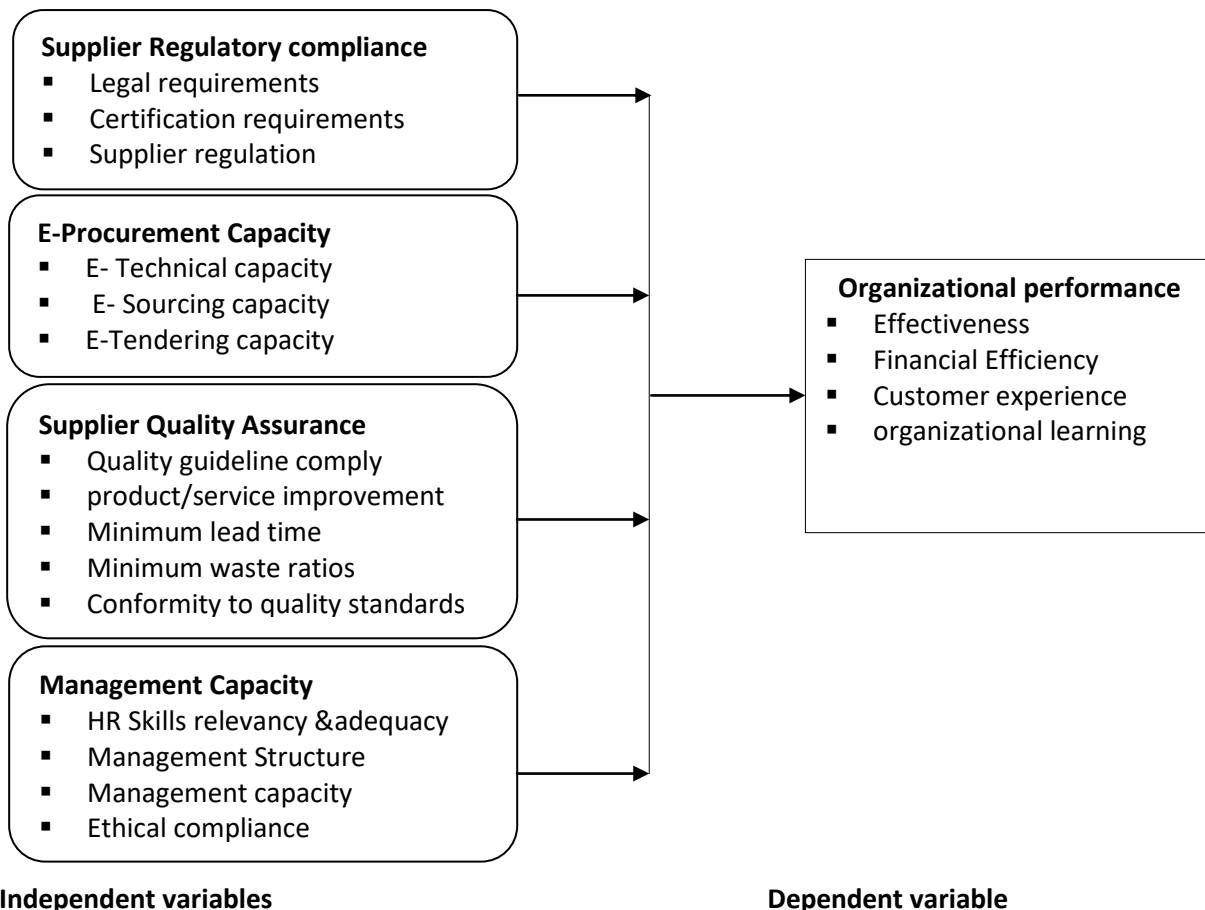 Supplier Regulatory compliance
▪ Legal requirements
▪ Certification requirements
▪ Supplier regulation
E-Procurement Capacity
▪ E- Technical capacity
▪ E- Sourcing capacity
▪ E-Tendering capacity
Supplier Quality Assurance
▪ Quality guideline comply
▪ product/service improvement
▪ Minimum lead time
▪ Minimum waste ratios
▪ Conformity to quality standards
Management Capacity
▪ HR Skills relevancy &adequacy
▪ Management Structure
▪ Management capacity
▪ Ethical compliance
Organizational performance
▪ Effectiveness
▪ Financial Efficiency
▪ Customer experience
▪ organizational learning
Independent variables
Dependent variable